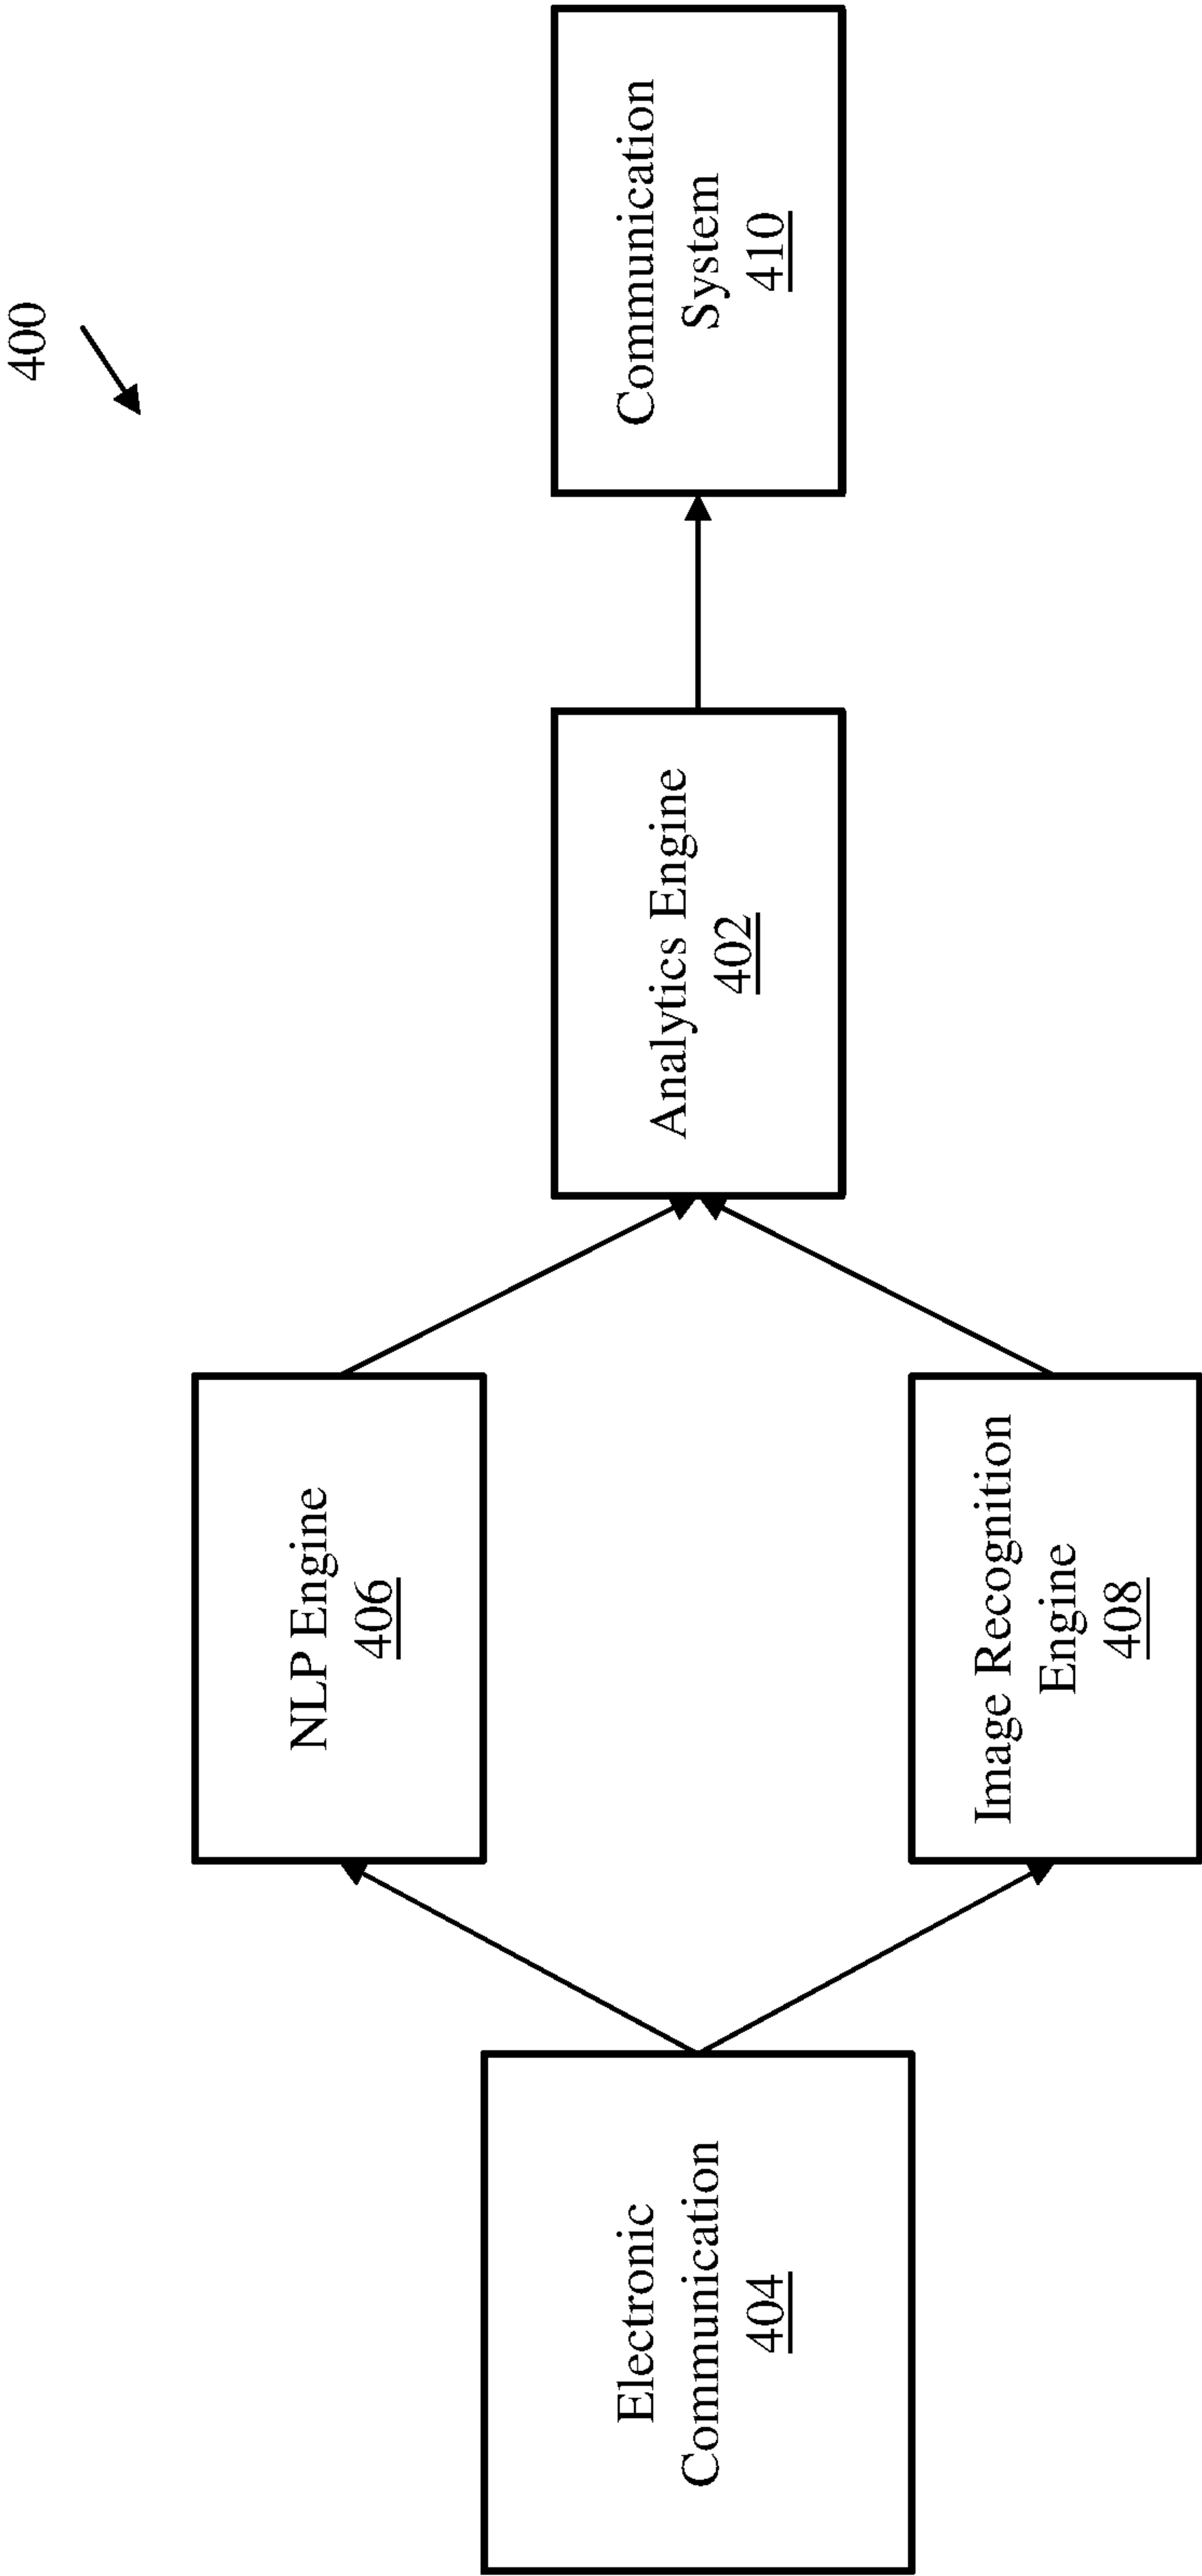 400
Electronic
Communication
404
NLP Engine
406
Image Recognition
Engine
408
Analytics Engine
402
Communication
System
410